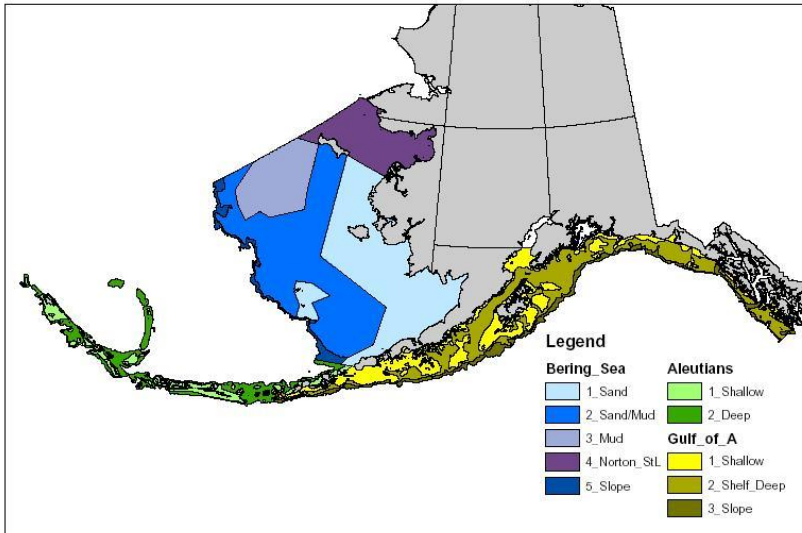 Legend
Bering_Sea
1_Sand
2_Sand/Mud
3_Mud
4_Norton_StL
5_Slope
Aleutians
1_Shallow
2_Deep
Gulf_of_A
1_Shallow
2_Shelf_Deep
3_Slope